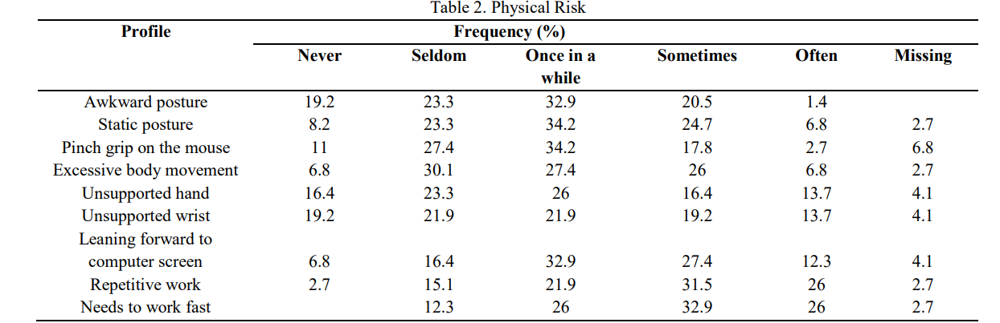 Table 2. Physical Risk
Profile Frequency (%)
Never Seldom Once in a while Sometimes Often Missing
Awkward posture 19.2 23.3 32.9 20.5 1.4
Static posture 8.2 23.3 34.2 24.7 6.8 2.7
Pinch grip on the mouse 11 27.4 34.2 17.8 2.7 6.8
Excessive body movement 6.8 30.1 27.4 26 6.8 2.7
Unsupported hand 16.4 23.3 26 16.4 13.7 4.1
Unsupported wrist 19.2 21.9 21.9 19.2 13.7 4.1
Leaning forward to
computer screen 6.8 16.4 32.9 27.4 12.3 4.1
Repetitive work 2.7 15.1 21.9 31.5 26 2.7
Needs to work fast 12.3 26 32.9 26 2.7